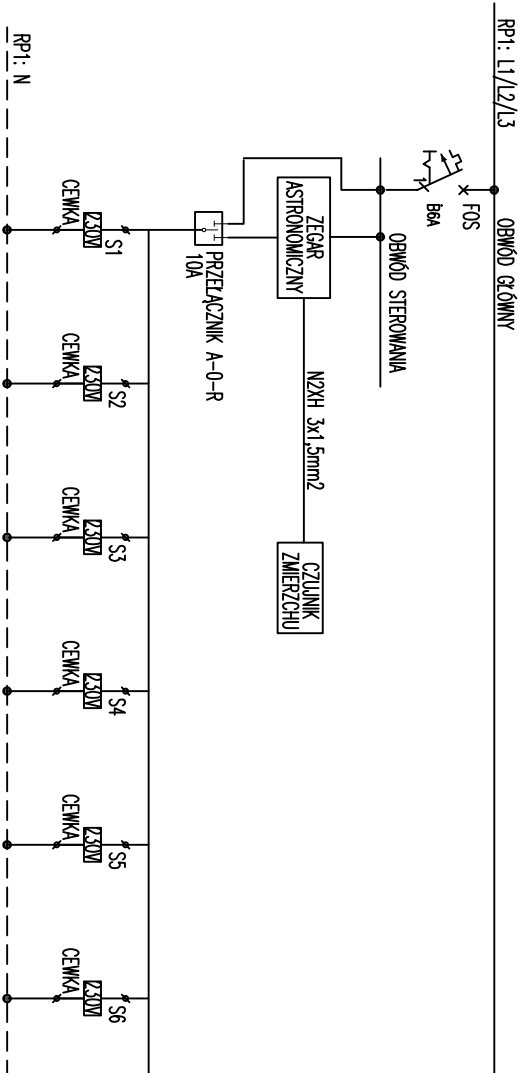 RP1: L1/L2/L3
OBWÓD GŁÓWNY
FOS
B6A
OBWÓD STEROWANIA
ZEGAR
ASTRONOMICZNY
N2XH 3x1,5mm2
CZUJNIK
ZMIERZCHU
PRZEŁĄCZNIK A-0-R
10A
S1
230V
CEWKA
S2
230V
CEWKA
S3
230V
CEWKA
S4
230V
CEWKA
S5
230V
CEWKA
S6
230V
CEWKA
RP1: N